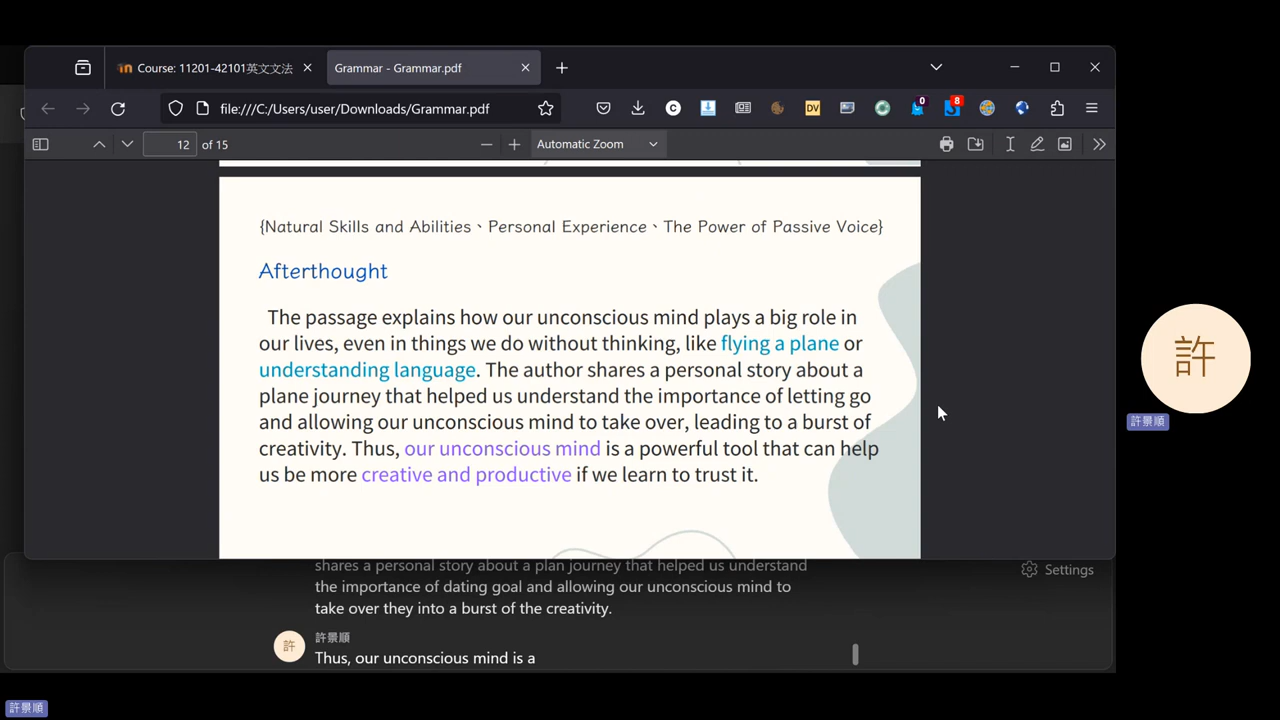 Course: 11201-42101英文文法
Grammar - Grammar.pdf
file:///C:/Users/user/Downloads/Grammar.pdf
C
DV
0
8
12 of 15
Automatic Zoom
{Natural Skills and Abilities、Personal Experience、The Power of Passive Voice}
Afterthought
The passage explains how our unconscious mind plays a big role in
our lives, even in things we do without thinking, like flying a plane or
understanding language. The author shares a personal story about a
plane journey that helped us understand the importance of letting go
and allowing our unconscious mind to take over, leading to a burst of
creativity. Thus, our unconscious mind is a powerful tool that can help
us be more creative and productive if we learn to trust it.
許
許景順
shares a personal story about a plan journey that helped us understand
the importance of dating goal and allowing our unconscious mind to
take over they into a burst of the creativity.
Settings
許
許景順
Thus, our unconscious mind is a
許景順